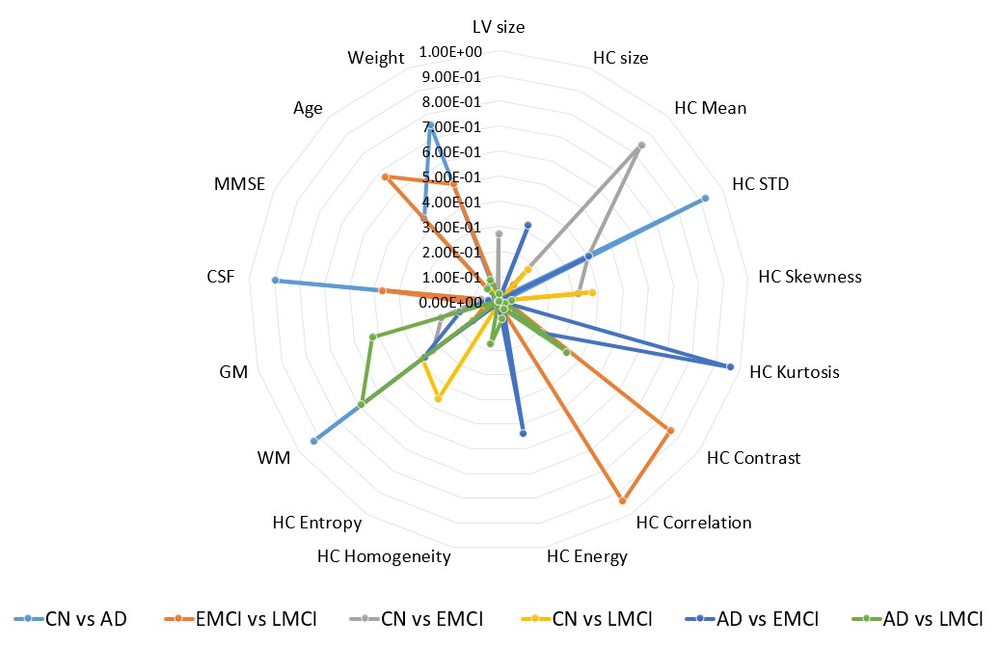 LV size
HC size
HC Mean
HC STD
HC Skewness
HC Kurtosis
HC Contrast
HC Correlation
HC Energy
HC Homogeneity
HC Entropy
WM
GM
CSF
MMSE
Age
Weight
1.00E+00
9.00E-01
8.00E-01
7.00E-01
6.00E-01
5.00E-01
4.00E-01
3.00E-01
2.00E-01
1.00E-01
0.00E+00
CN vs AD EMCI vs LMCI CN vs EMCI CN vs LMCI AD vs EMCI AD vs LMCI